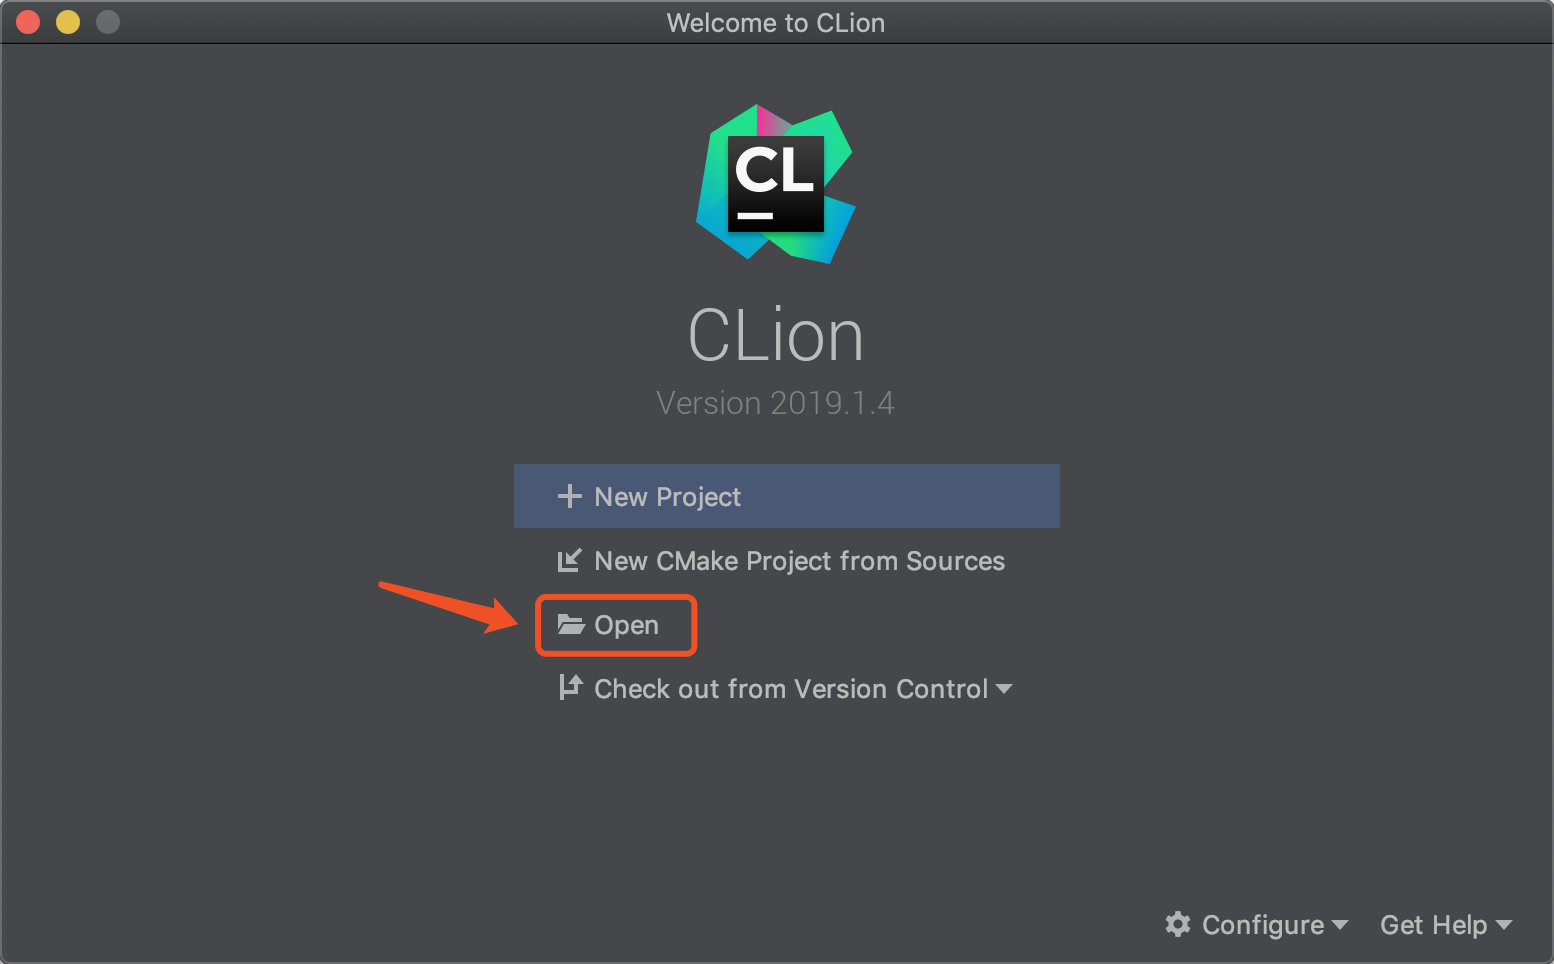 Welcome to CLion
CL
CLion
Version 2019.1.4
New Project
New CMake Project from Sources
Open
Check out from Version Control
Configure
Get Help